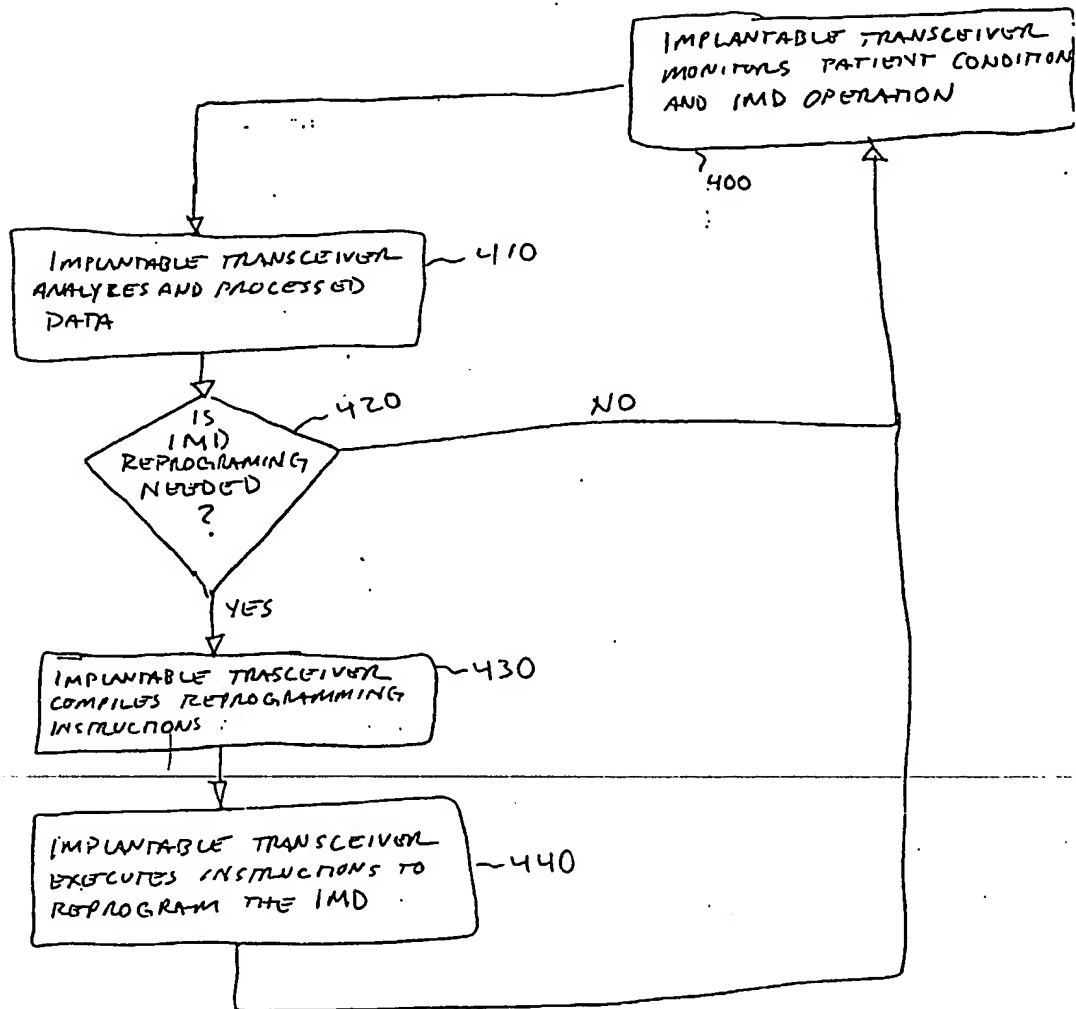 IMPLANTABLE TRANSCEIVER
MONITORS PATIENT CONDITION
AND IMD OPERATION
400
IMPLANTABLE TRANSCEIVER
ANALYZES AND PROCESSED
DATA
410
IS
IMD
REPROGRAMING
NEEDED
?
420
NO
YES
IMPLANTABLE TRASCEIVER
COMPILES REPROGRAMMING
INSTRUCTIONS
430
IMPLANTABLE TRANSCEIVER
EXECUTES INSTRUCTIONS TO
REPROGRAM THE IMD
440